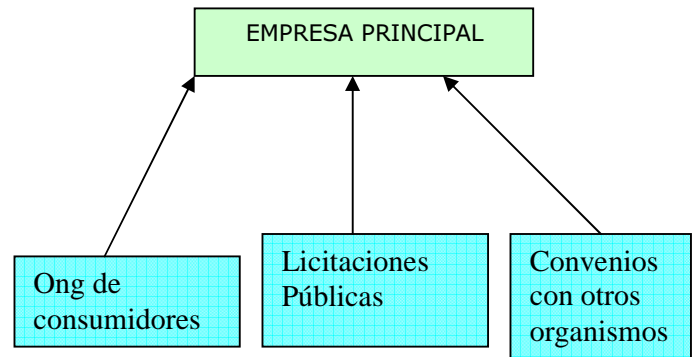 EMPRESA PRINCIPAL
Ong de
consumidores
Licitaciones
Públicas
Convenios
con otros
organismos